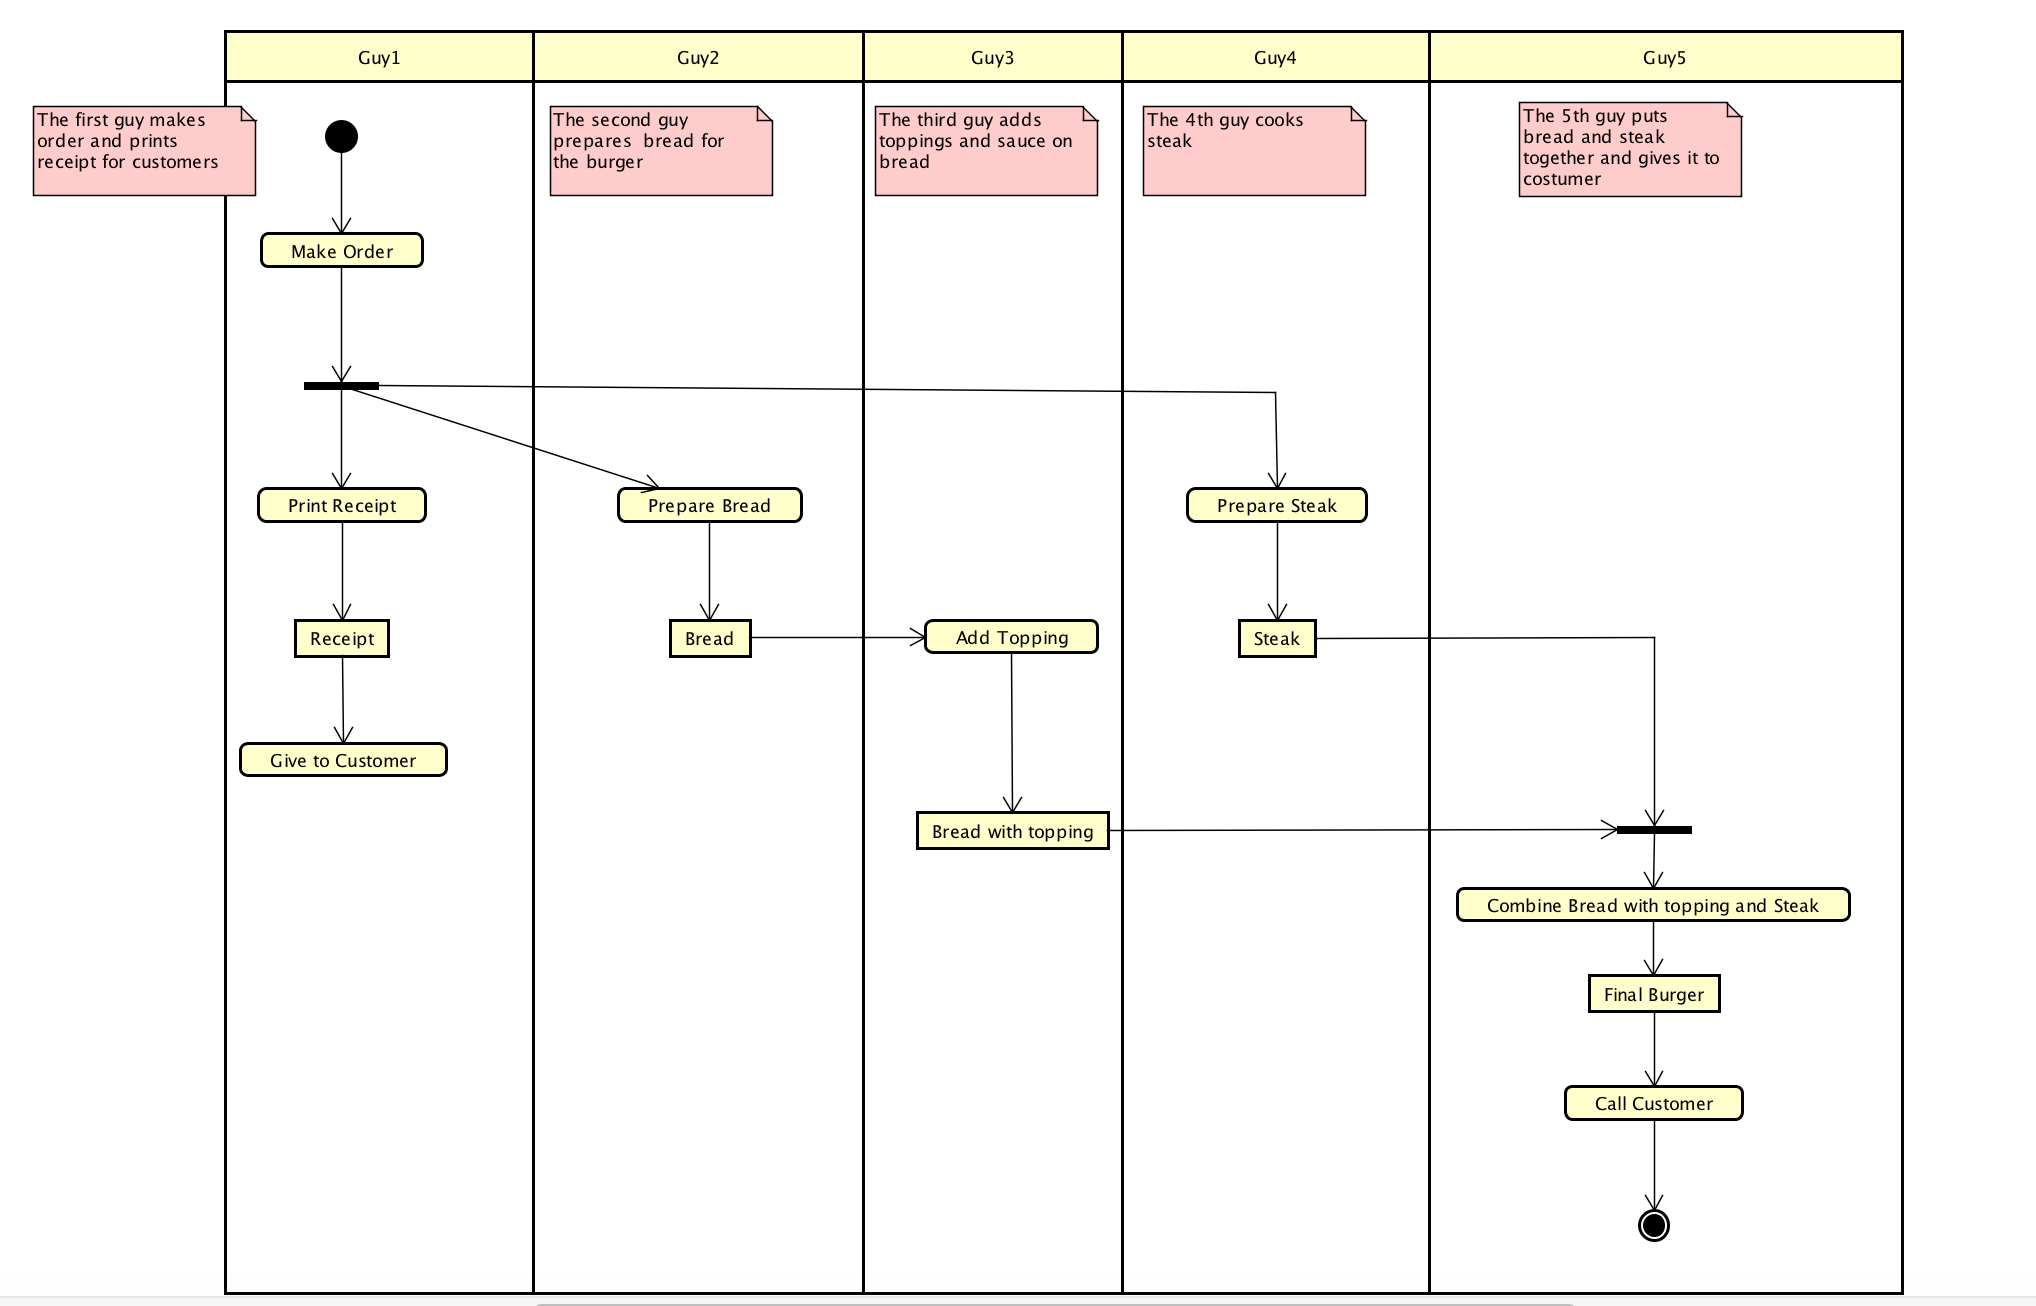 Guy1
Guy2
Guy3
Guy4
Guy5
The first guy makes
order and prints
receipt for customers
The second guy
prepares  bread for
the burger
The third guy adds
toppings and sauce on
bread
The 4th guy cooks
steak
The 5th guy puts
bread and steak
together and gives it to
costumer
Make Order
Print Receipt
Prepare Bread
Prepare Steak
Receipt
Bread
Add Topping
Steak
Give to Customer
Bread with topping
Combine Bread with topping and Steak
Final Burger
Call Customer